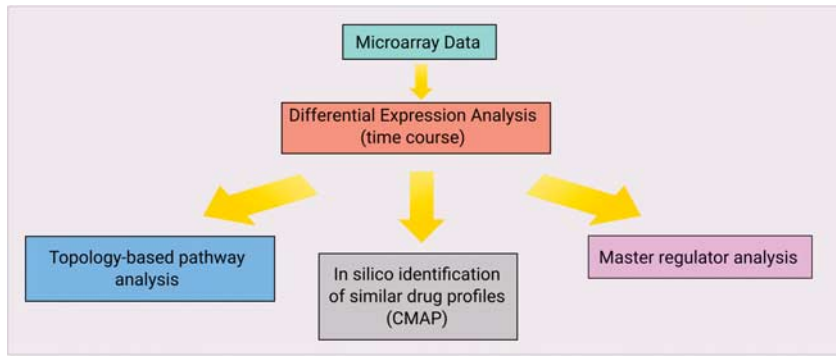 Microarray Data
Differential Expression Analysis
(time course)
Topology-based pathway
analysis
In silico identification
of similar drug profiles
(CMAP)
Master regulator analysis